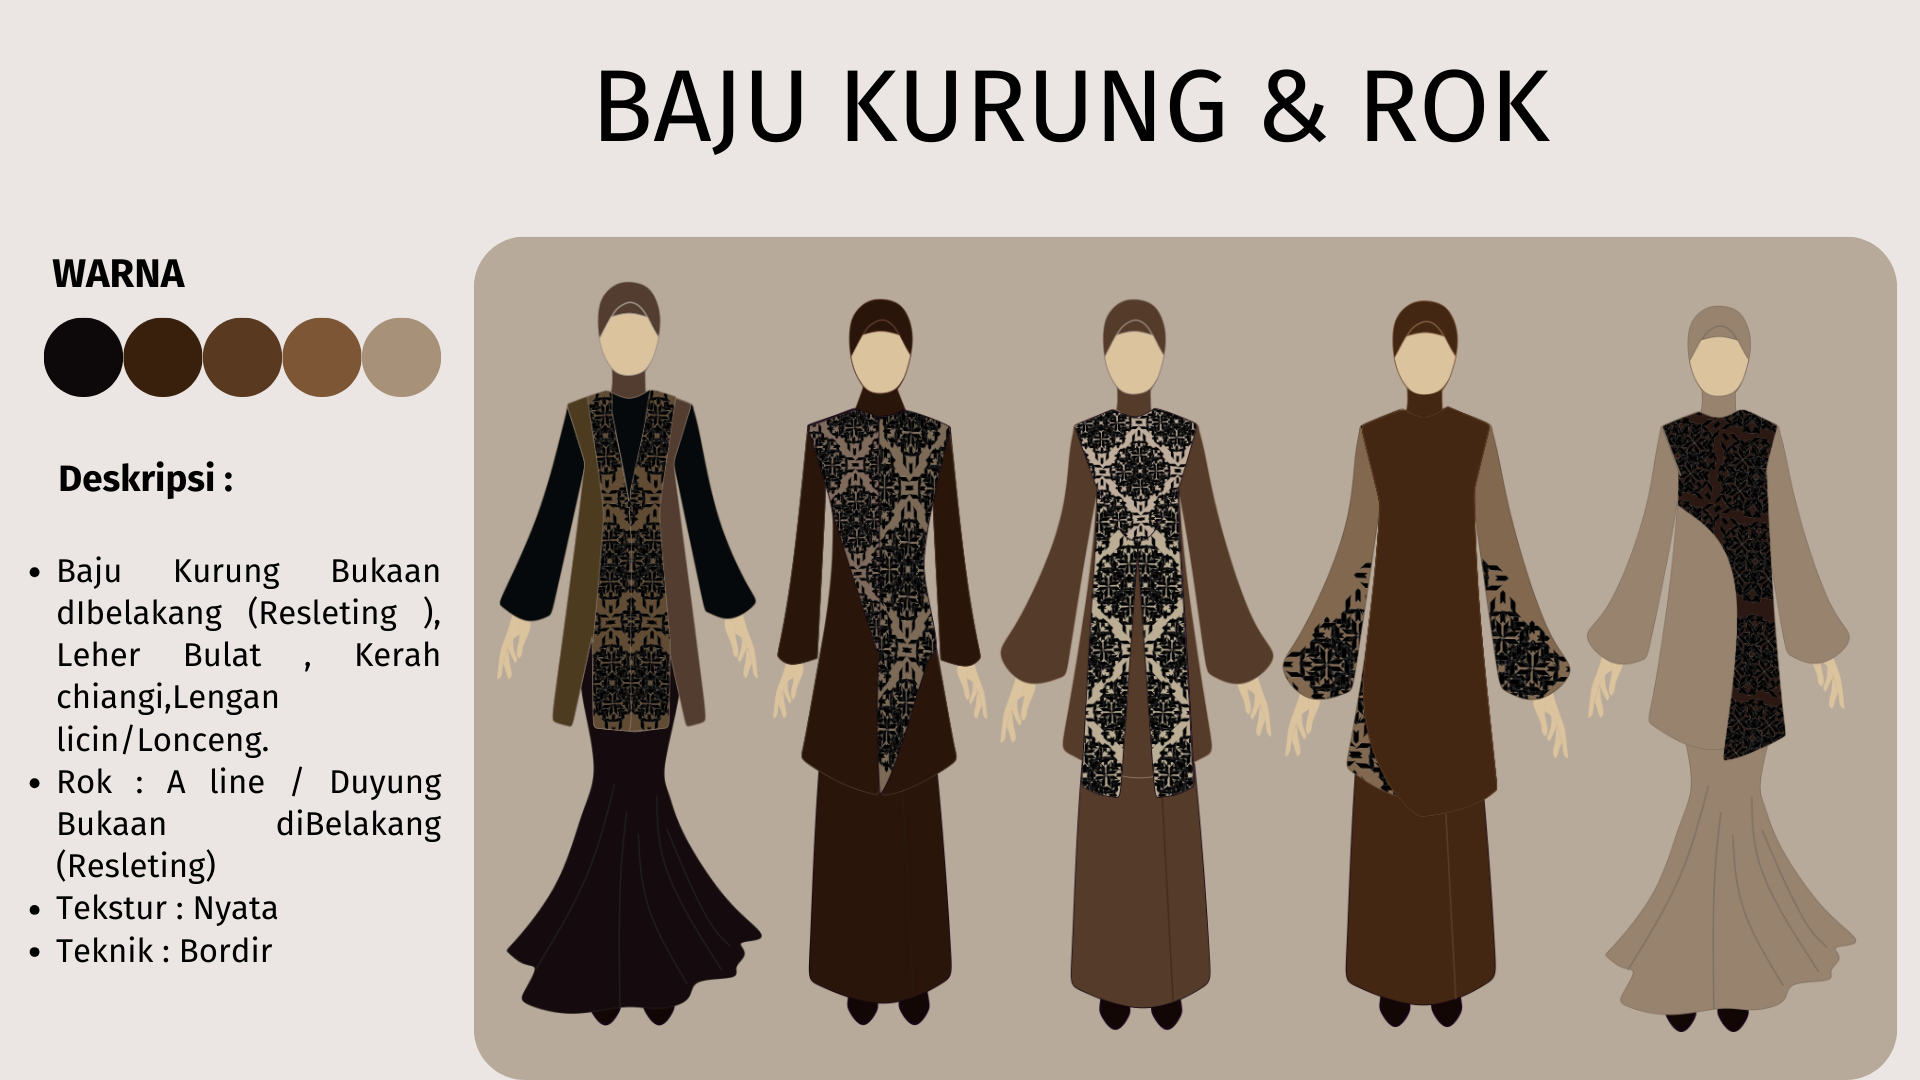 BAJU KURUNG & ROK
WARNA
Deskripsi :
• Baju Kurung Bukaan
dIbelakang (Resleting ),
Leher Bulat , Kerah
chiangi,Lengan
licin/Lonceng.
• Rok : A line / Duyung
Bukaan diBelakang
(Resleting)
• Tekstur : Nyata
• Teknik : Bordir